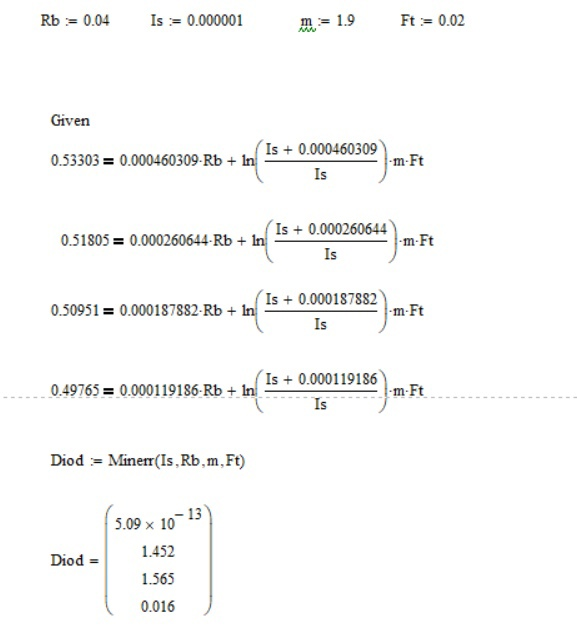 Rb := 0.04 Is := 0.000001 m := 1.9 Ft := 0.02
Given
0.53303 = 0.000460309·Rb + ln((Is + 0.000460309)/Is)·m·Ft
0.51805 = 0.000260644·Rb + ln((Is + 0.000260644)/Is)·m·Ft
0.50951 = 0.000187882·Rb + ln((Is + 0.000187882)/Is)·m·Ft
0.49765 = 0.000119186·Rb + ln((Is + 0.000119186)/Is)·m·Ft
Diod := Minerr(Is,Rb,m,Ft)
5.09 × 10^-13
1.452
Diod =
1.565
0.016